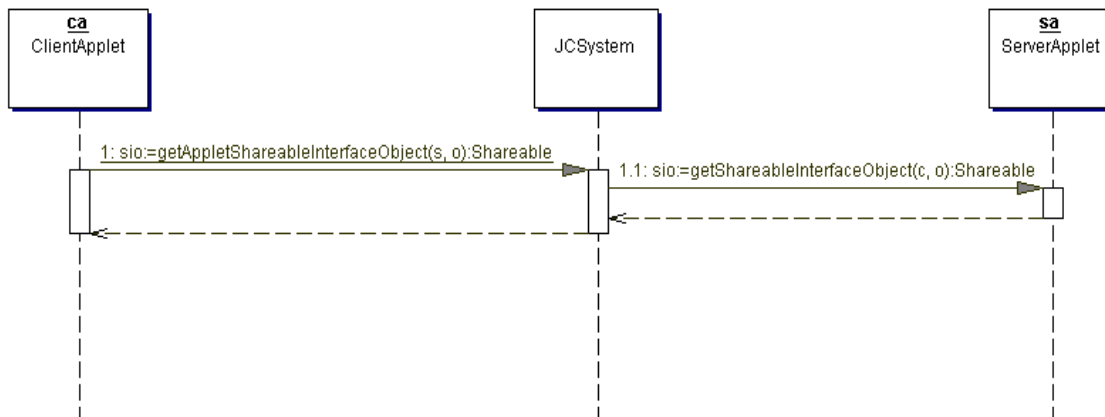 ca
ClientApplet
JCSystem
sa
ServerApplet
1: sio:=getAppletShareableInterfaceObject(s, o):Shareable
1.1: sio:=getShareableInterfaceObject(c, o):Shareable